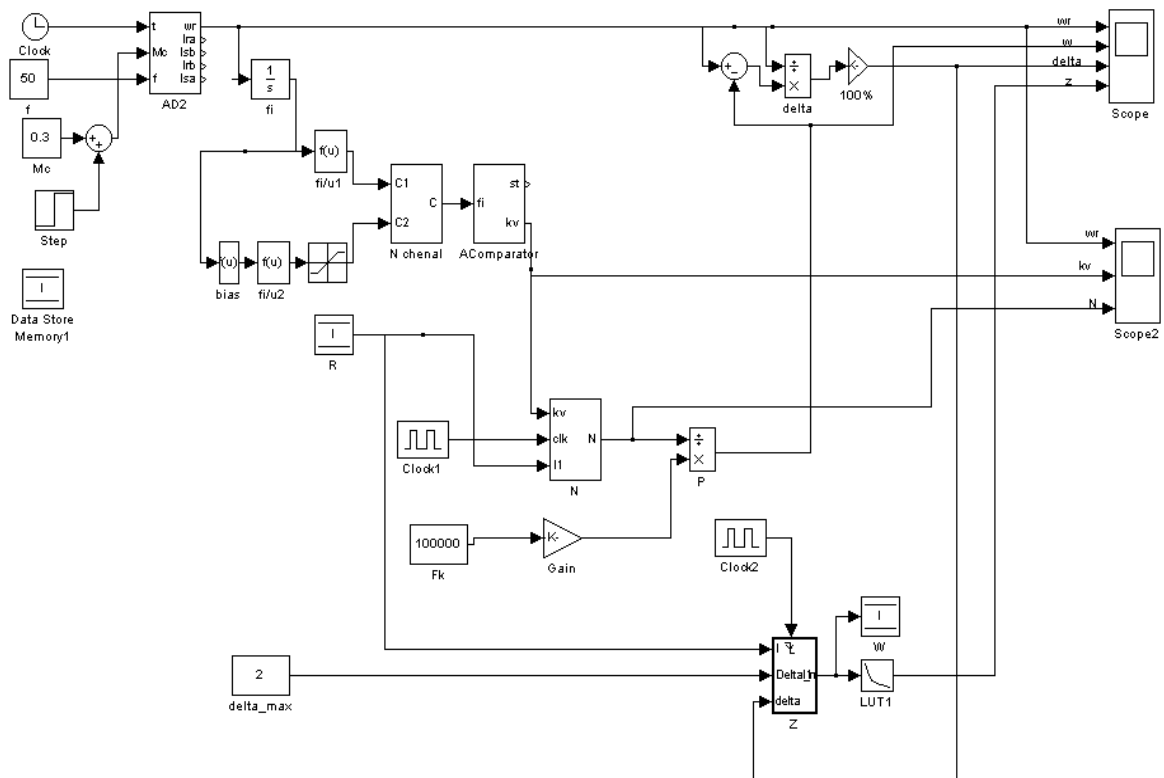 t
wr
Ira
Mc
Isb
Irb
f
Isa
AD2
Clock
50
f
0.3
Mc
+
+
Step
I
Data Store
Memory1
1
s
fi
f(u)
fi/u1
f(u)
bias
f(u)
fi/u2
C1
C
C2
N chenal
st
fi
kv
AComparator
+
-
÷
×
delta
K-
100%
wr
w
delta
z
Scope
wr
kv
N
Scope2
I
R
kv
clk
N
I1
N
Clock1
÷
×
P
100000
Fk
K-
Gain
Clock2
2
delta_max
I
delta
Z
I
W
LUT1